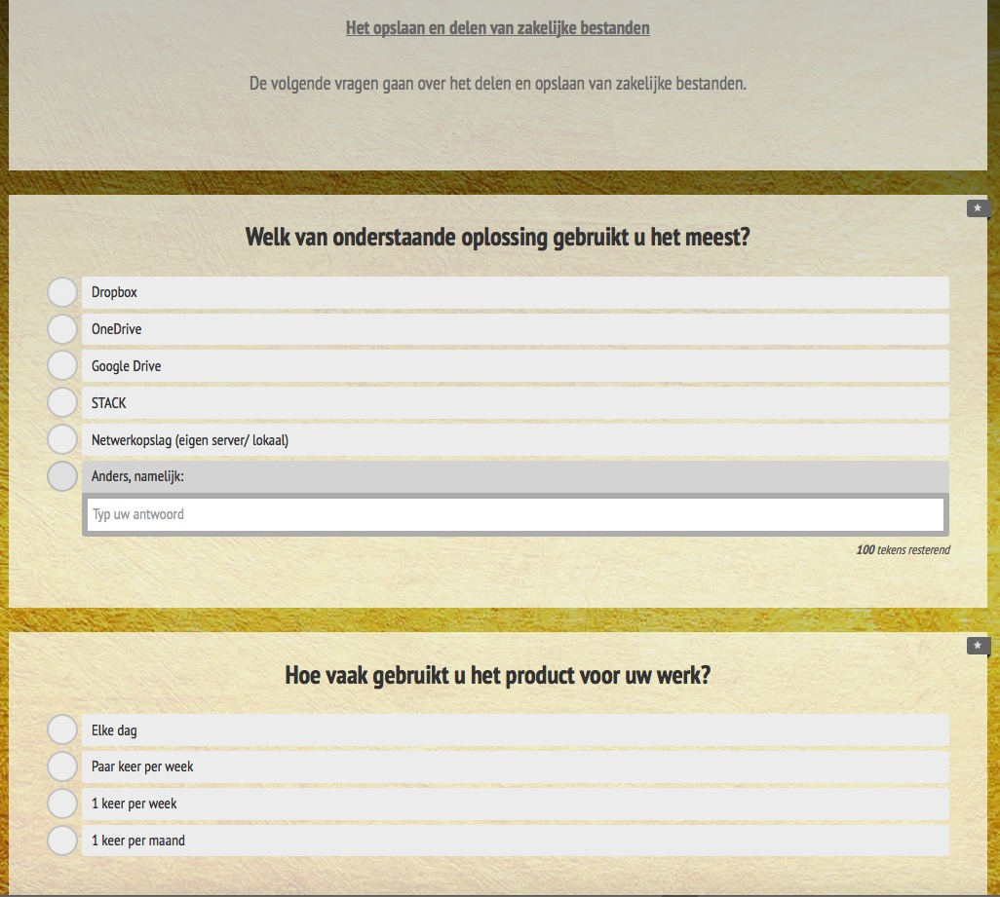 Het opslaan en delen van zakelijke bestanden
De volgende vragen gaan over het delen en opslaan van zakelijke bestanden.
Welk van onderstaande oplossing gebruikt u het meest?
Dropbox
OneDrive
Google Drive
STACK
Netwerkopslag (eigen server/ lokaal)
Anders, namelijk:
Typ uw antwoord
100 tekens resterend
Hoe vaak gebruikt u het product voor uw werk?
Elke dag
Paar keer per week
1 keer per week
1 keer per maand